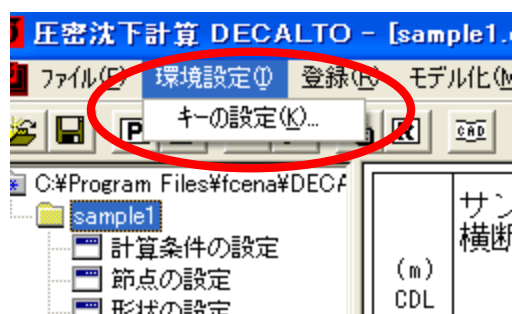 圧密沈下計算 DECALTO - [sample1.
ファイル(F) 環境設定(I) 登録(R) モデル化(M
キーの設定(K)...
P
R CAD
C:¥Program Files¥fcena¥DECA
sample1
計算条件の設定
節点の設定
形状の設定
サン
横断
(m)
CDL